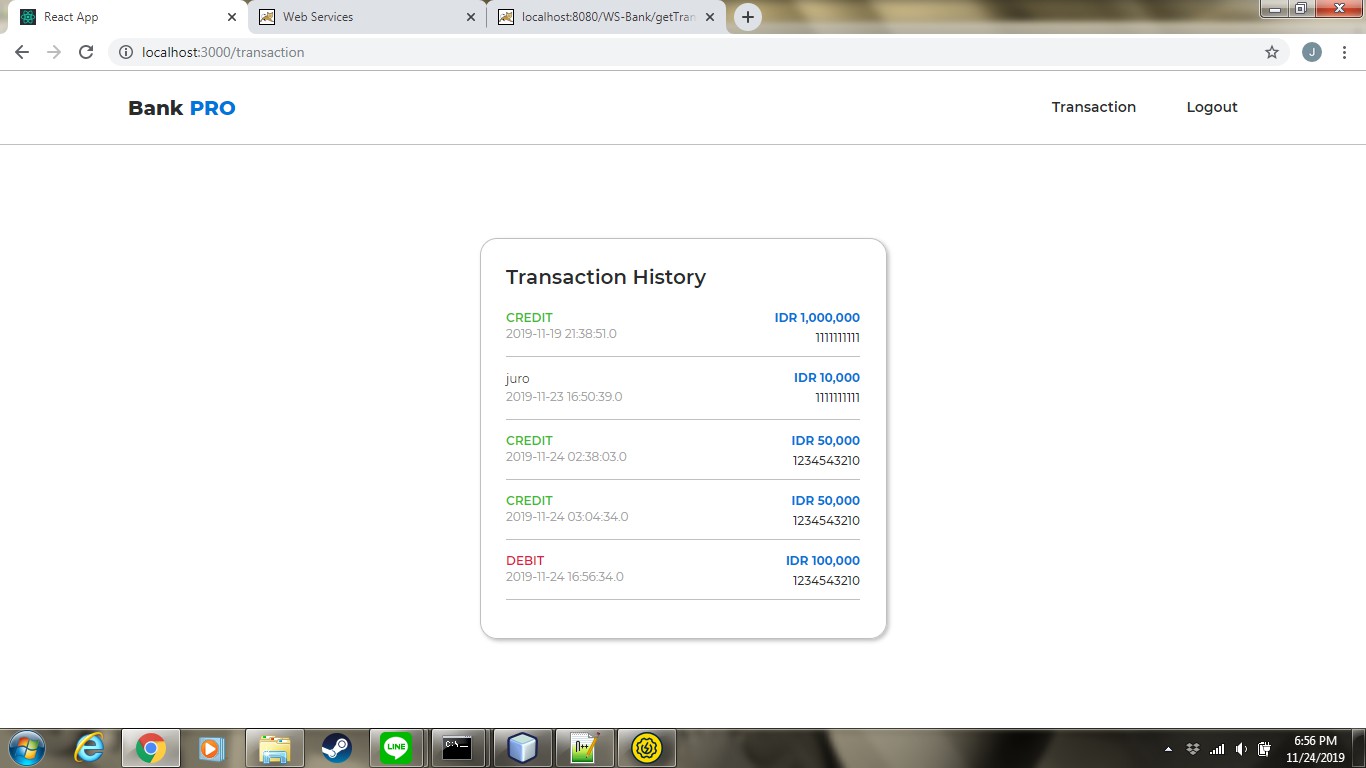 React App
Web Services
localhost:8080/WS-Bank/getTran
localhost:3000/transaction
J
Bank PRO
Transaction
Logout
Transaction History
CREDIT
IDR 1,000,000
2019-11-19 21:38:51.0
1111111111
juro
IDR 10,000
2019-11-23 16:50:39.0
1111111111
CREDIT
IDR 50,000
2019-11-24 02:38:03.0
1234543210
CREDIT
IDR 50,000
2019-11-24 03:04:34.0
1234543210
DEBIT
IDR 100,000
2019-11-24 16:56:34.0
1234543210
LINE
C:\.
6:56 PM
11/24/2019